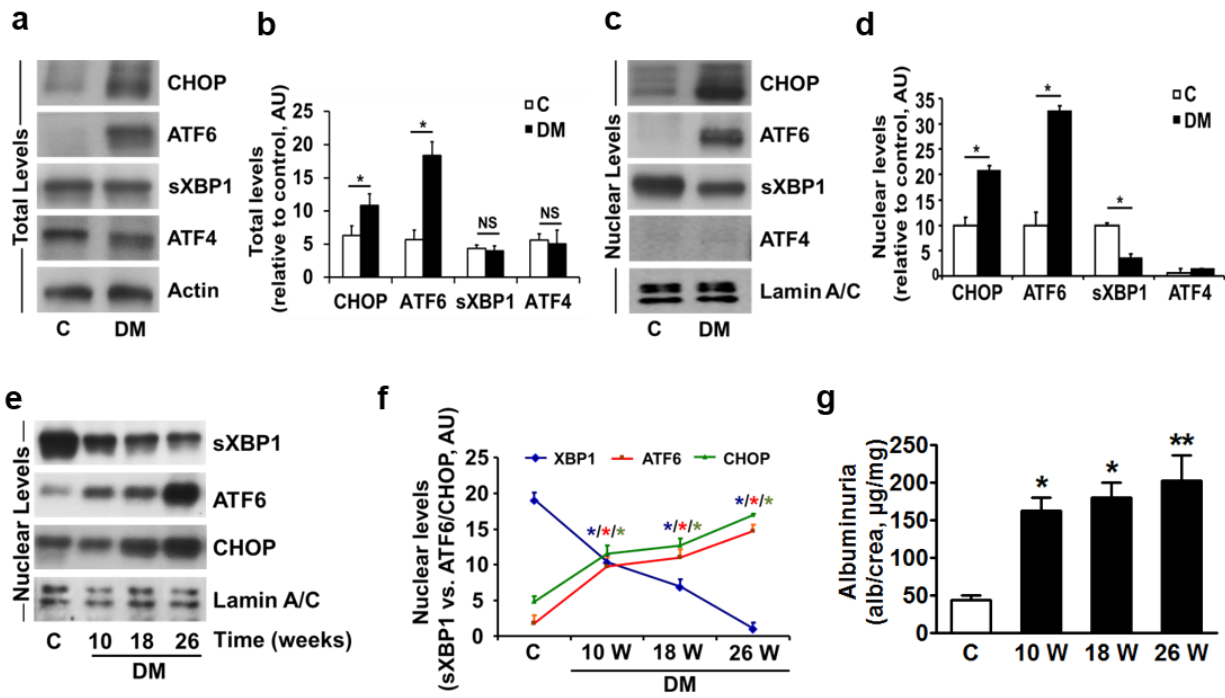 a
Total Levels
CHOP
ATF6
sXBP1
ATF4
Actin
C DM
b
Total levels
(relative to control, AU)
25
20
15
10
5
0
C
DM
*
*
NS
NS
CHOP ATF6 sXBP1 ATF4
c
Nuclear Levels
CHOP
ATF6
sXBP1
ATF4
Lamin A/C
C DM
d
Nuclear levels
(relative to control, AU)
35
30
25
20
15
10
5
0
C
DM
*
*
*
CHOP ATF6 sXBP1 ATF4
e
Nuclear Levels
sXBP1
ATF6
CHOP
Lamin A/C
C 10 18 26 Time (weeks)
DM
f
Nuclear levels
(sXBP1 vs. ATF6/CHOP, AU)
25
20
15
10
5
0
XBP1 ATF6 CHOP
*/*/*
*/*/*
*/*/*
C 10 W 18 W 26 W
DM
g
Albuminuria
(alb/crea, µg/mg)
250
200
150
100
50
0
*
*
**
C 10 W 18 W 26 W